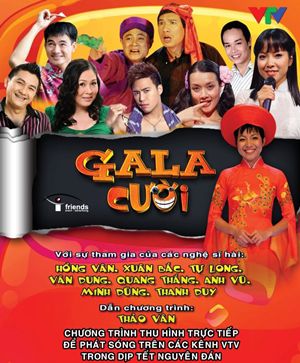 VTV
GALA
CƯỜI
friends
Với sự tham gia của các nghệ sĩ hài:
HỒNG VÂN, XUÂN BẮC, TỰ LONG,
VÂN DUNG, QUANG THẮNG, ANH VŨ,
MINH DŨNG, THANH DUY
Dẫn chương trình:
THẢO VÂN
CHƯƠNG TRÌNH THU HÌNH TRỰC TIẾP
ĐỂ PHÁT SÓNG TRÊN CÁC KÊNH VTV
TRONG DỊP TẾT NGUYÊN ĐÁN